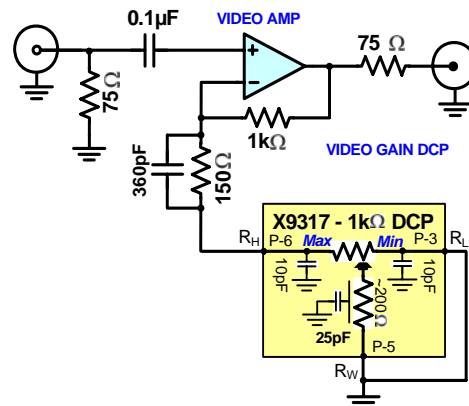 0.1µF
VIDEO AMP
75 Ω
+
−
75Ω
1kΩ
VIDEO GAIN DCP
360pF
150Ω
X9317 - 1kΩ DCP
RH
P-6
Max
Min
P-3
RL
10pF
10pF
~200Ω
25pF
P-5
RW